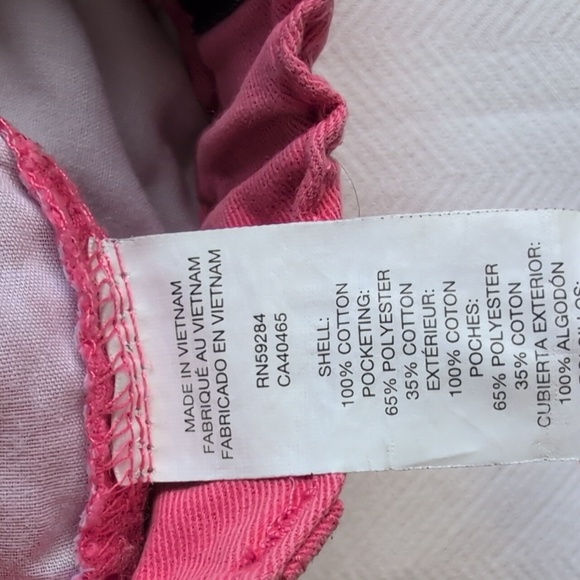 MADE IN VIETNAM
FABRIQUÉ AU VIETNAM
FABRICADO EN VIETNAM
RN59284
CA40465
SHELL:
100% COTTON
POCKETING:
65% POLYESTER
35% COTTON
EXTÉRIEUR:
100% COTON
POCHES:
65% POLYESTER
35% COTON
CUBIERTA EXTERIOR:
100% ALGODÓN